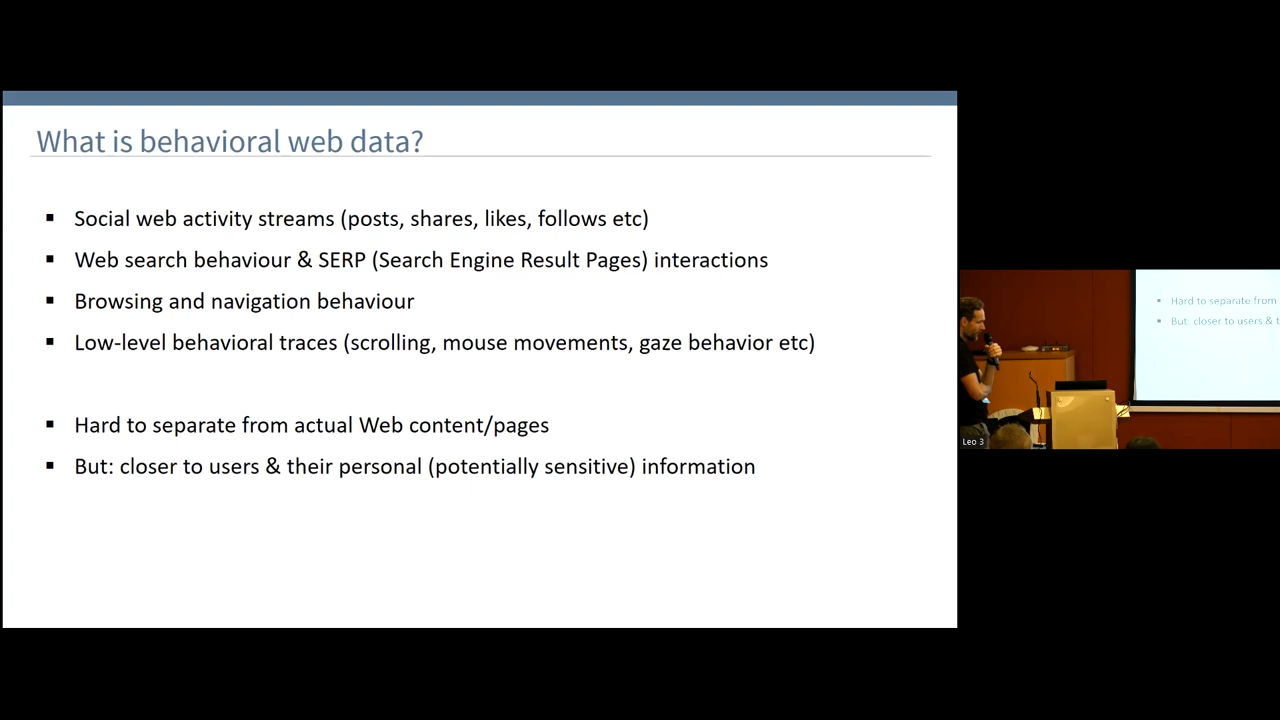 What is behavioral web data?
▪ Social web activity streams (posts, shares, likes, follows etc)
▪ Web search behaviour & SERP (Search Engine Result Pages) interactions
▪ Browsing and navigation behaviour
▪ Low-level behavioral traces (scrolling, mouse movements, gaze behavior etc)
▪ Hard to separate from actual Web content/pages
▪ But: closer to users & their personal (potentially sensitive) information
▪ Hard to separate from
▪ But: closer to users & t
Leo 3